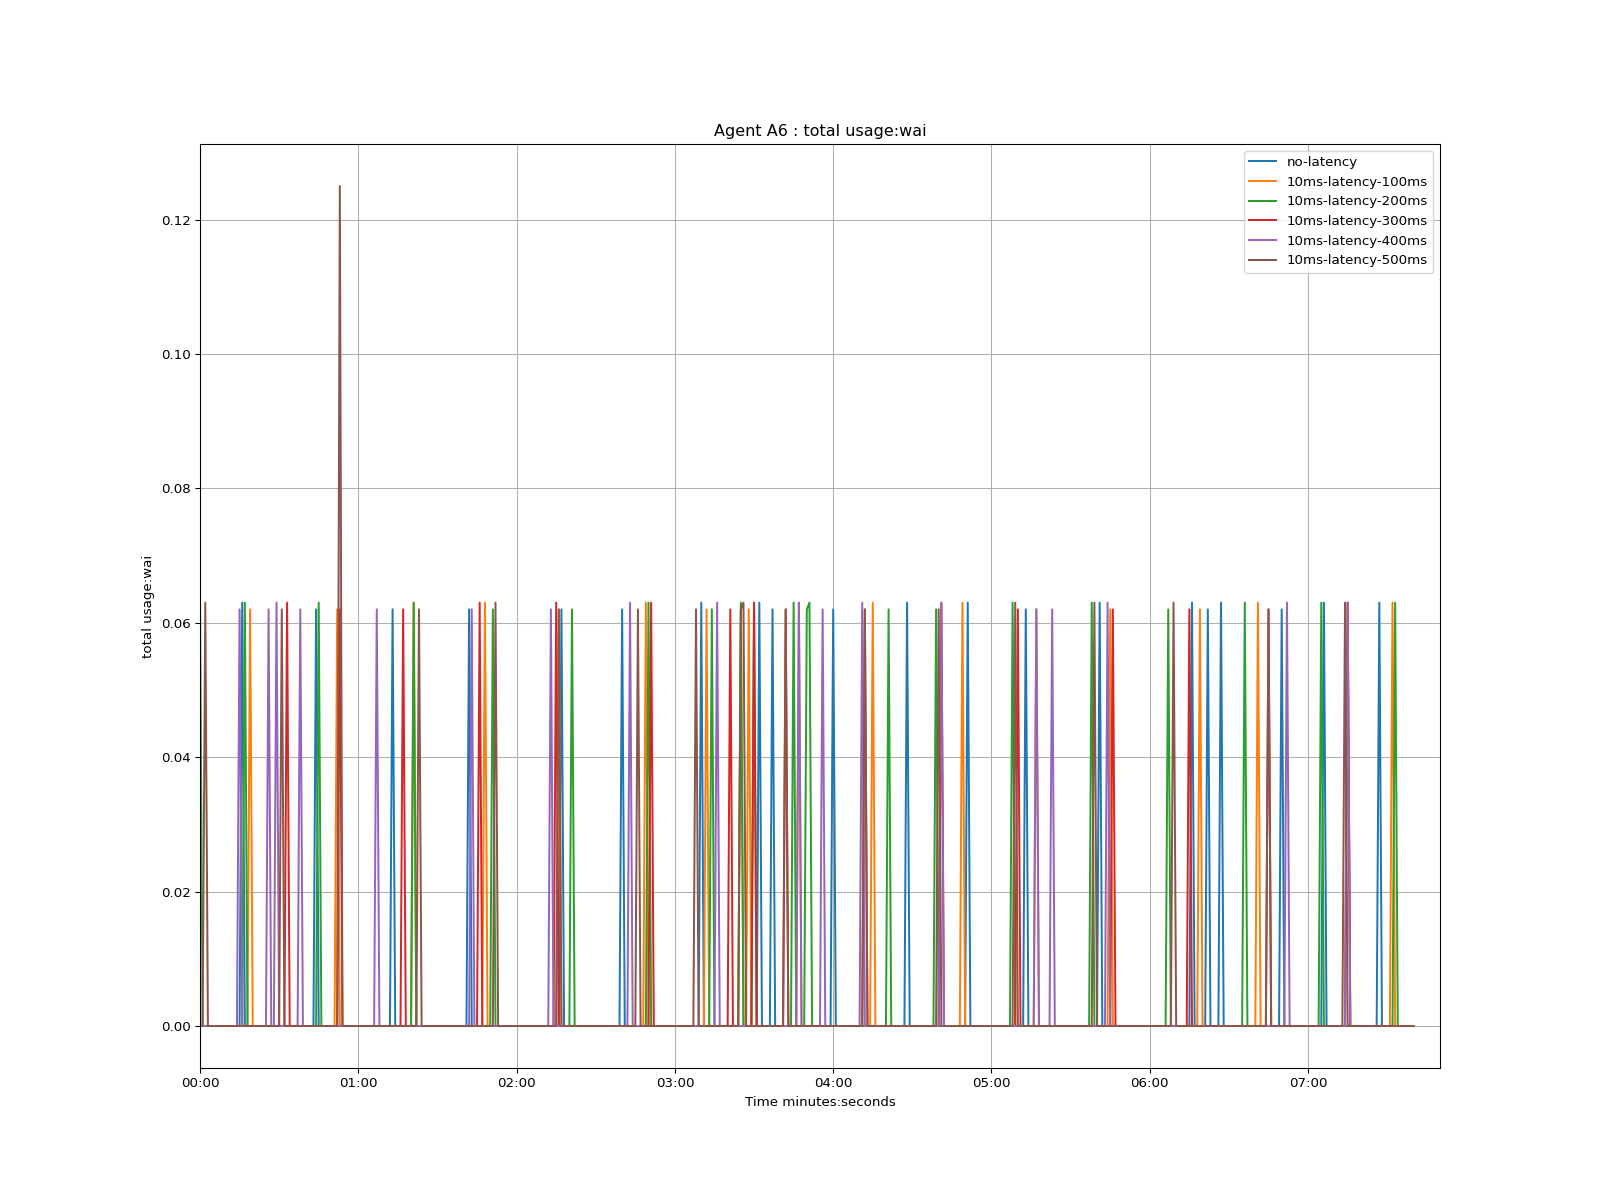 Agent A6 : total usage:wai
no-latency
10ms-latency-100ms
10ms-latency-200ms
10ms-latency-300ms
10ms-latency-400ms
10ms-latency-500ms
total usage:wai
0.12
0.10
0.08
0.06
0.04
0.02
0.00
00:00 01:00 02:00 03:00 04:00 05:00 06:00 07:00
Time minutes:seconds